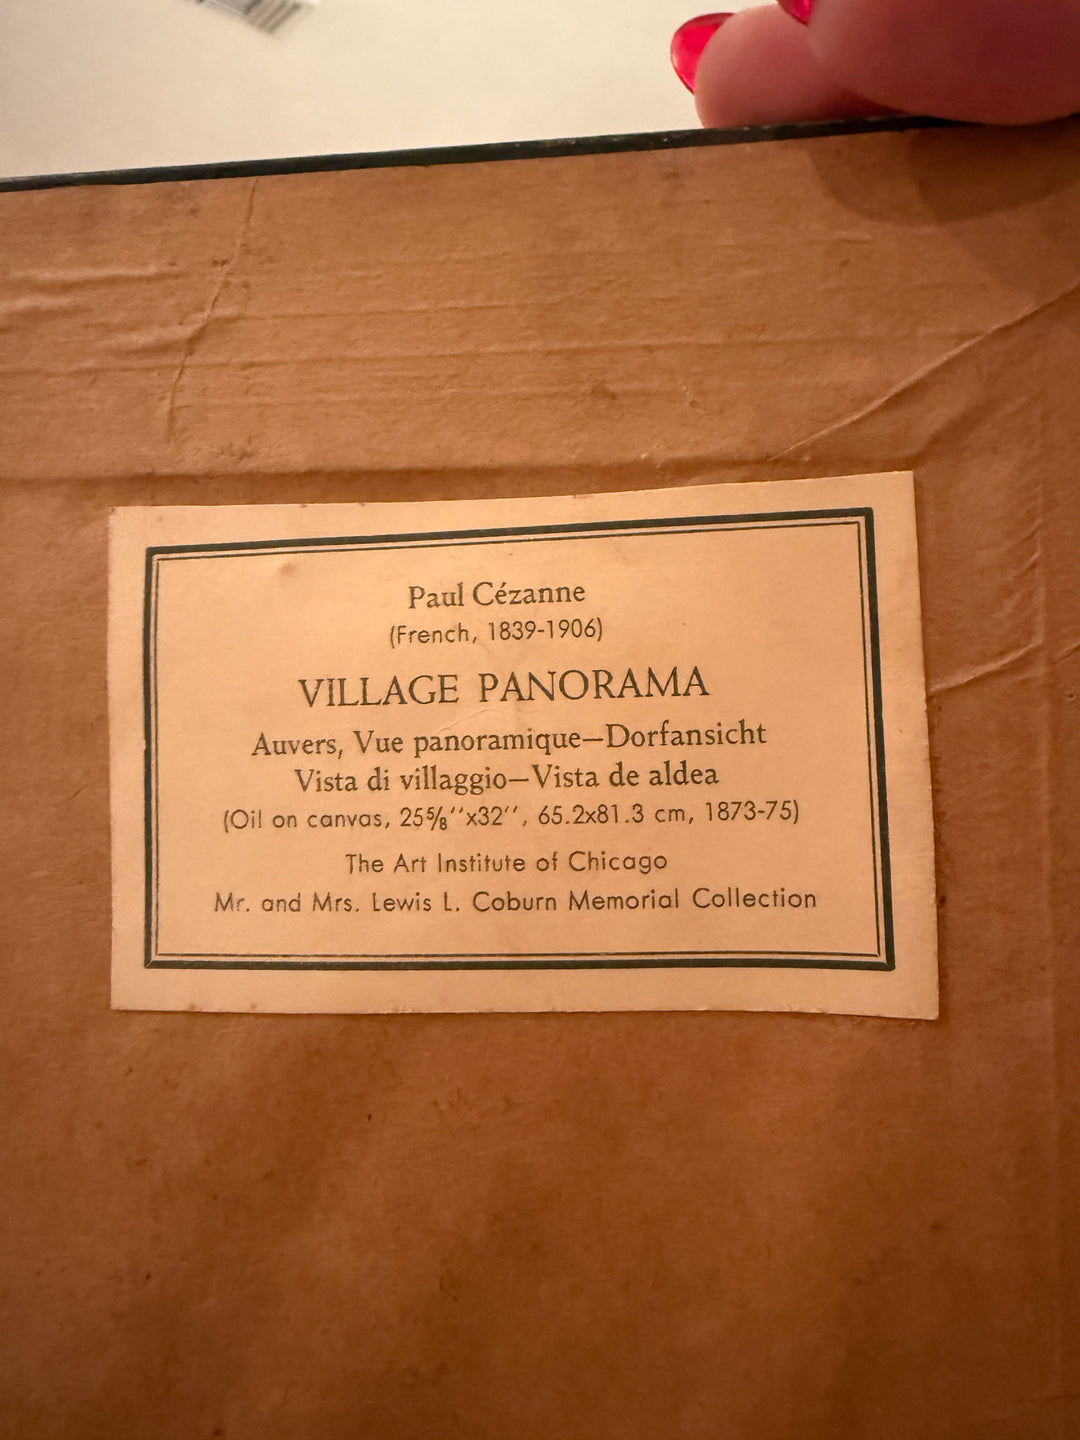 Paul Cézanne
(French, 1839-1906)
VILLAGE PANORAMA
Auvers, Vue panoramique—Dorfansicht
Vista di villaggio—Vista de aldea
(Oil on canvas, 25⅝''x32'', 65.2x81.3 cm, 1873-75)
The Art Institute of Chicago
Mr. and Mrs. Lewis L. Coburn Memorial Collection